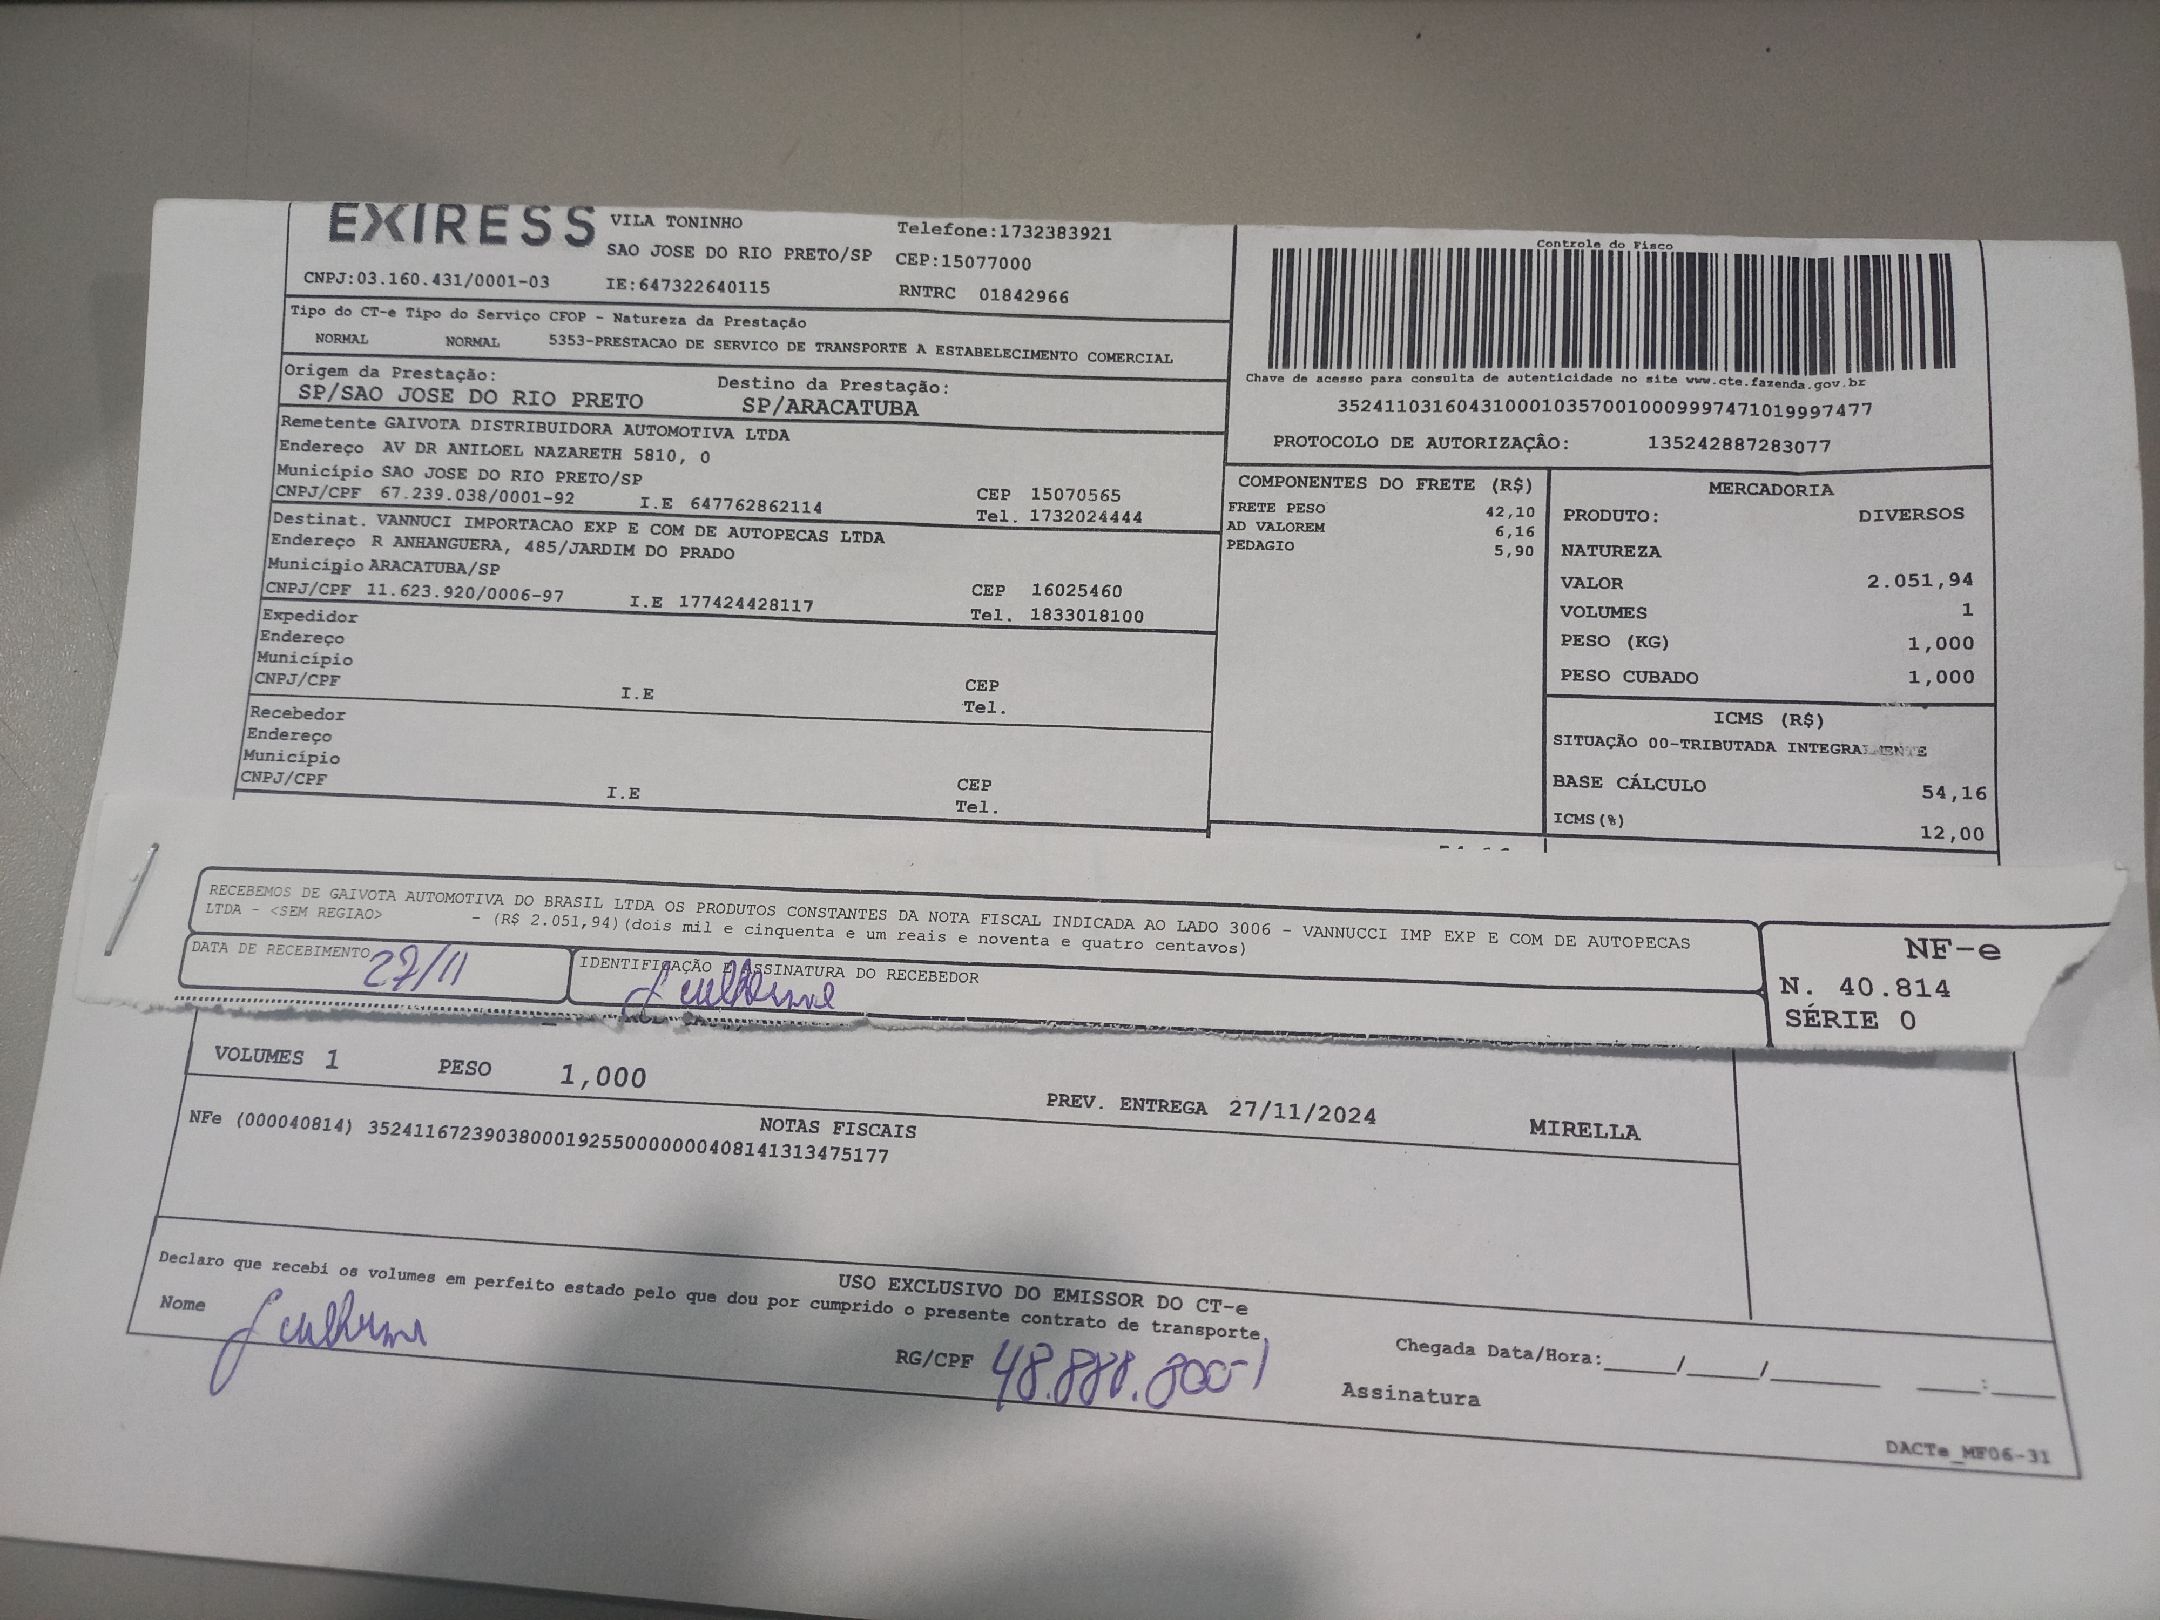 EXIRESS
VILA TONINHO
Telefone:1732383921
SAO JOSE DO RIO PRETO/SP
CEP:15077000
CNPJ:03.160.431/0001-03
IE:647322640115
RNTRC 01842966
Tipo do CT-e Tipo do Serviço CFOP - Natureza da Prestação
NORMAL NORMAL 5353-PRESTACAO DE SERVICO DE TRANSPORTE A ESTABELECIMENTO COMERCIAL
Origem da Prestação: Destino da Prestação:
SP/SAO JOSE DO RIO PRETO SP/ARACATUBA
Remetente GAIVOTA DISTRIBUIDORA AUTOMOTIVA LTDA
Endereço AV DR ANILOEL NAZARETH 5810, 0
Município SAO JOSE DO RIO PRETO/SP CEP 15070565
CNPJ/CPF 67.239.038/0001-92 I.E 647762862114 Tel. 1732024444
Destinat. VANNUCI IMPORTACAO EXP E COM DE AUTOPECAS LTDA
Endereço R ANHANGUERA, 485/JARDIM DO PRADO
Município ARACATUBA/SP CEP 16025460
CNPJ/CPF 11.623.920/0006-97 I.E 177424428117 Tel. 1833018100
Expedidor
Endereço
Município CEP
CNPJ/CPF I.E Tel.
Recebedor
Endereço
Município CEP
CNPJ/CPF I.E Tel.
Controle do Fisco
Chave de acesso para consulta de autenticidade no site www.cte.fazenda.gov.br
35241103160431000103570010009997471019997477
PROTOCOLO DE AUTORIZAÇÃO: 135242887283077
COMPONENTES DO FRETE (R$)
FRETE PESO 42,10
AD VALOREM 6,16
PEDAGIO 5,90
MERCADORIA
PRODUTO: DIVERSOS
NATUREZA
VALOR 2.051,94
VOLUMES 1
PESO (KG) 1,000
PESO CUBADO 1,000
ICMS (R$)
SITUAÇÃO 00-TRIBUTADA INTEGRALMENTE
BASE CÁLCULO 54,16
ICMS(%) 12,00
RECEBEMOS DE GAIVOTA AUTOMOTIVA DO BRASIL LTDA OS PRODUTOS CONSTANTES DA NOTA FISCAL INDICADA AO LADO 3006 - VANNUCCI IMP EXP E COM DE AUTOPECAS
LTDA - <SEM REGIAO> - (R$ 2.051,94)(dois mil e cinquenta e um reais e noventa e quatro centavos)
DATA DE RECEBIMENTO 27/11
IDENTIFICAÇÃO E ASSINATURA DO RECEBEDOR
Guilherme
NF-e
N. 40.814
SÉRIE 0
VOLUMES 1 PESO 1,000 PREV. ENTREGA 27/11/2024 MIRELLA
NOTAS FISCAIS
NFe (000040814) 35241167239038000192550000000408141313475177
USO EXCLUSIVO DO EMISSOR DO CT-e
Declaro que recebi os volumes em perfeito estado pelo que dou por cumprido o presente contrato de transporte.
Nome Guilherme RG/CPF 48.888.800-1
Chegada Data/Hora:_____/_____/________ _____:_____
Assinatura
DACTe_MF06-31